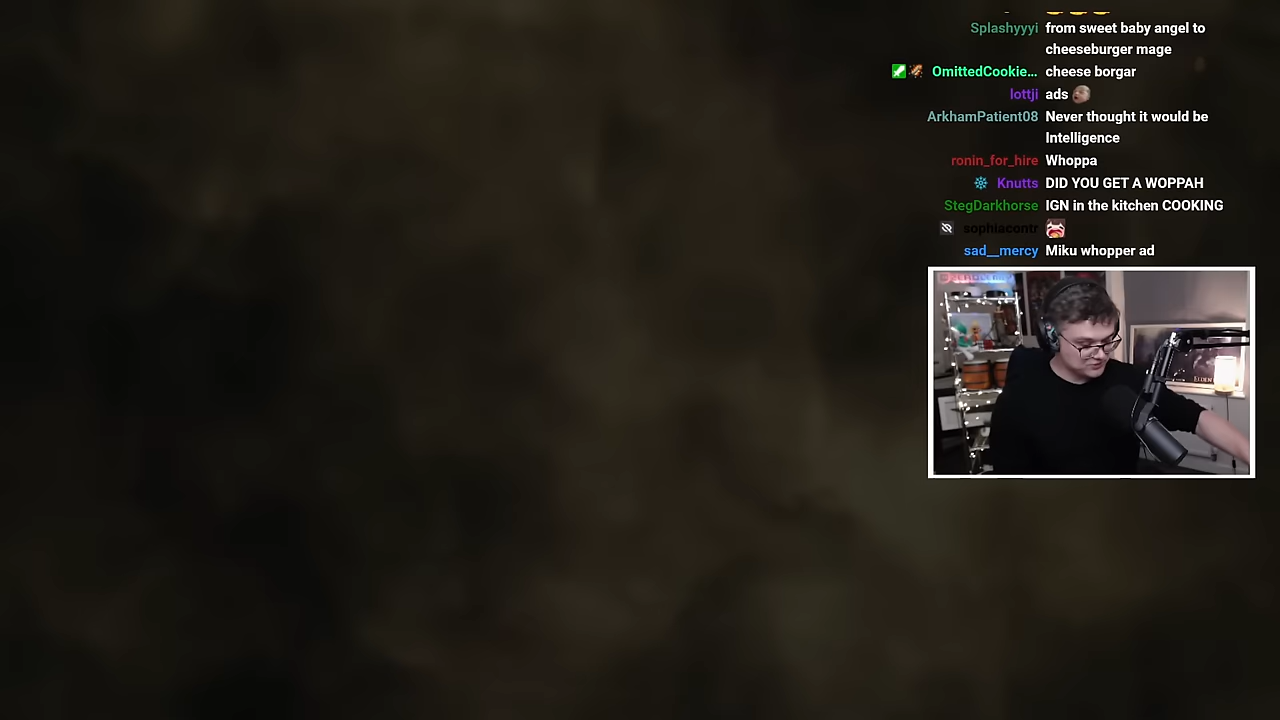 Splashyyyi from sweet baby angel to
cheeseburger mage
OmittedCookie... cheese borgar
lottji ads
ArkhamPatient08 Never thought it would be
Intelligence
ronin_for_hire Whoppa
Knutts DID YOU GET A WOPPAH
StegDarkhorse IGN in the kitchen COOKING
sophiacontr
sad__mercy Miku whopper ad